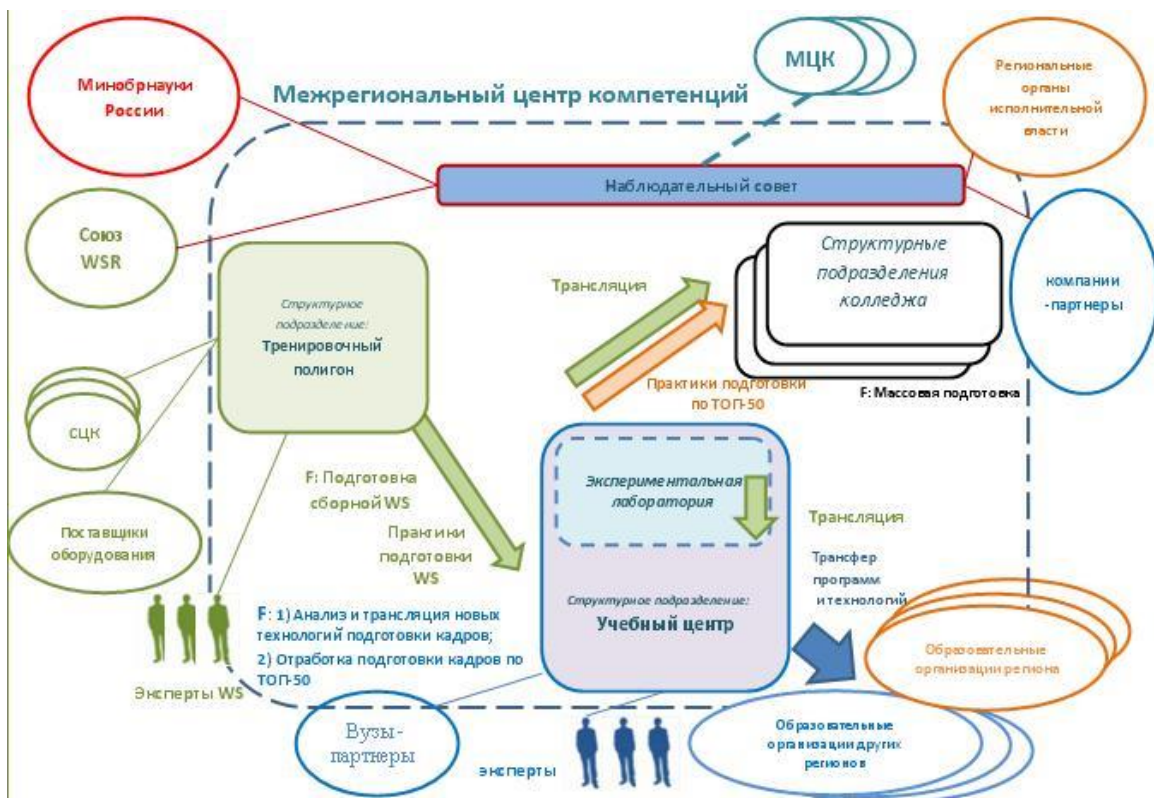 МЦК
Региональные
органы
исполнительной
власти
Минобрнауки
России
Межрегиональный центр компетенций
Наблюдательный совет
Союз
WSR
Структурные
подразделения
колледжа
Трансляция
компании
-партнеры
Структурное
подразделение:
Тренировочный
полигон
Практики подготовки
по ТОП-50
F: Массовая подготовка
СЦК
F: Подготовка
сборной WS
Экспериментальная
лаборатория
Поставщики
оборудования
Практики
подготовки
WS
Трансляция
Трансфер
программ
и технологий
Структурное подразделение:
Учебный центр
F: 1) Анализ и трансляция новых
технологий подготовки кадров;
2) Отработка подготовки кадров по
ТОП-50
Эксперты WS
Образовательные
организации региона
Вузы-
партнеры
эксперты
Образовательные
организации других
регионов